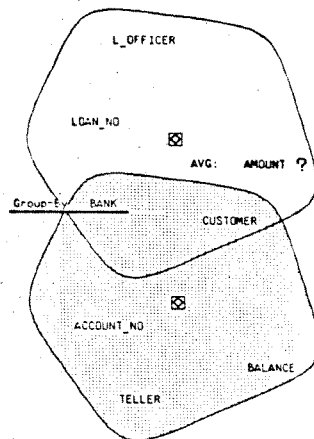 L_OFFICER
LOAN_NO
AVG: AMOUNT ?
Group-By BANK
CUSTOMER
ACCOUNT_NO
BALANCE
TELLER